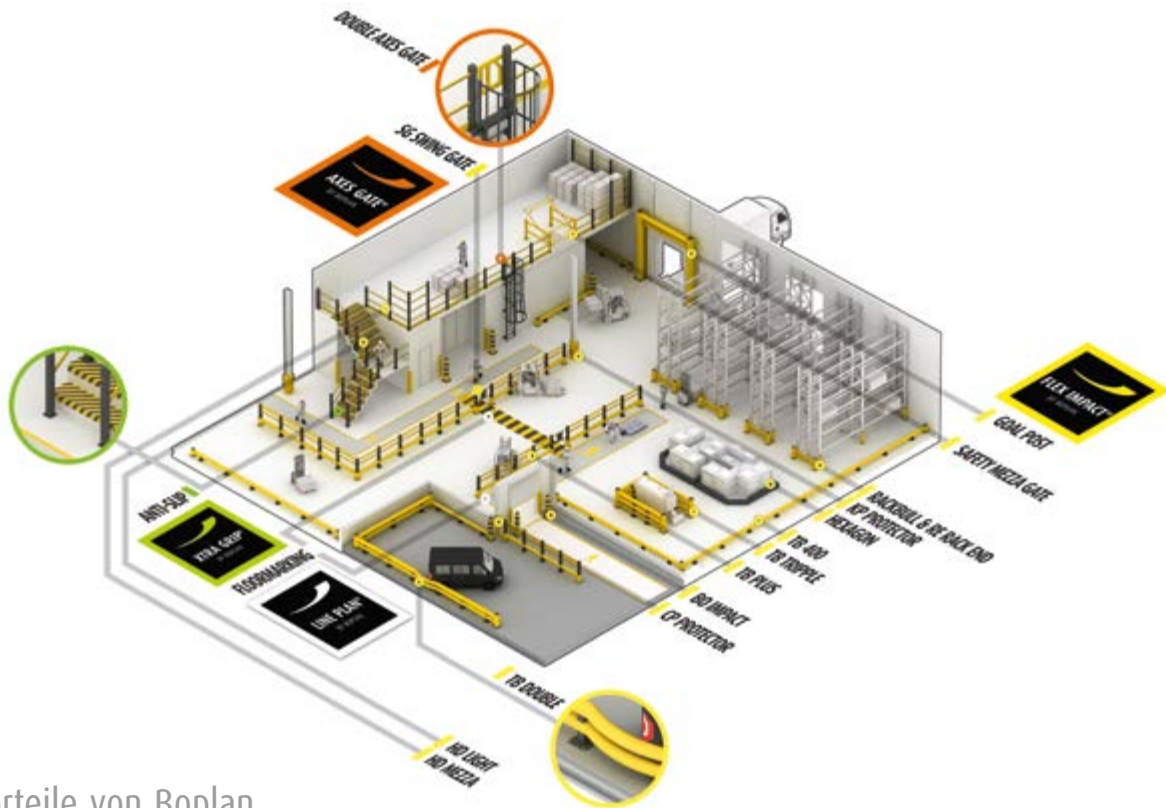 DOUBLE AXES GATE
SG SWING GATE
AXES GATE®
FLEX IMPACT®
GOAL POST
SAFETY MEZZA GATE
RACKBULL & RE RACK END
KP PROTECTOR
HEXAGON
TB 400
TB TRIPPLE
TB PLUS
BO IMPACT
CP PROTECTOR
ANTI-SLIP
XTRA GRIP®
FLOORMARKING
LINE PLAN®
TB DOUBLE
HD LIGHT
HD MEZZA
rteile von Boplan